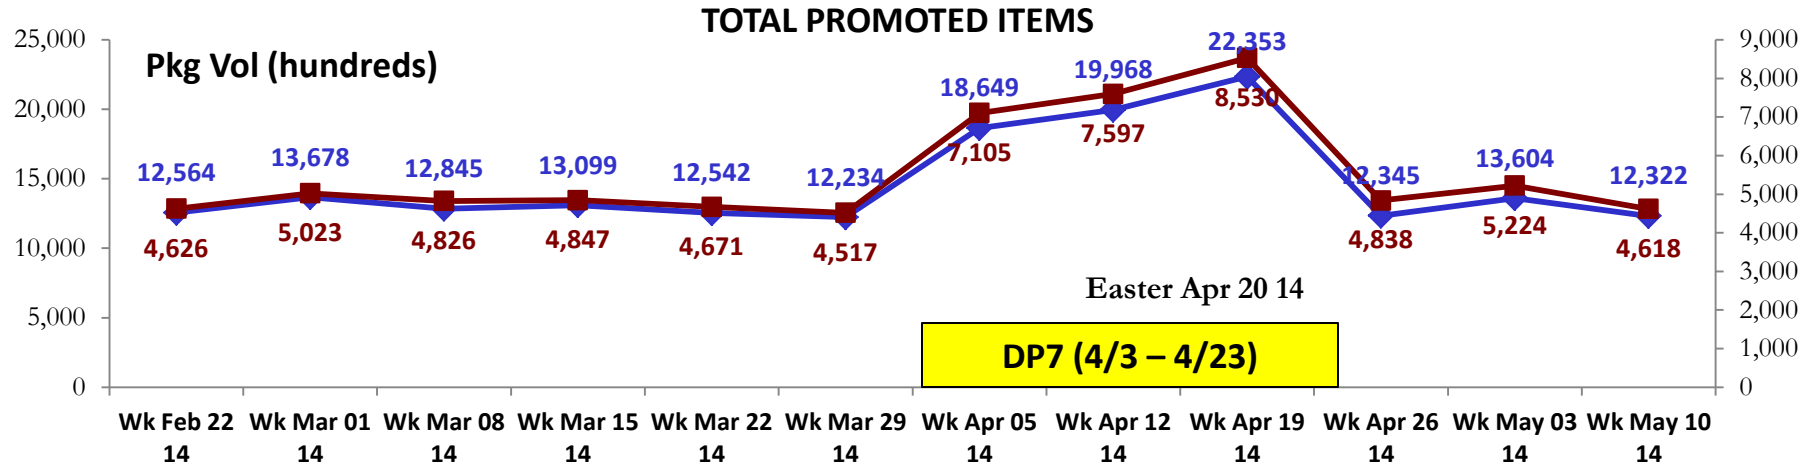 TOTAL PROMOTED ITEMS
Pkg Vol (hundreds)
25,000
20,000
15,000
10,000
5,000
0
9,000
8,000
7,000
6,000
5,000
4,000
3,000
2,000
1,000
0
12,564 13,678 12,845 13,099 12,542 12,234 18,649 19,968 22,353 12,345 13,604 12,322
4,626 5,023 4,826 4,847 4,671 4,517 7,105 7,597 8,530 4,838 5,224 4,618
Easter Apr 20 14
DP7 (4/3 – 4/23)
Wk Feb 22 Wk Mar 01 Wk Mar 08 Wk Mar 15 Wk Mar 22 Wk Mar 29 Wk Apr 05 Wk Apr 12 Wk Apr 19 Wk Apr 26 Wk May 03 Wk May 10
14 14 14 14 14 14 14 14 14 14 14 14